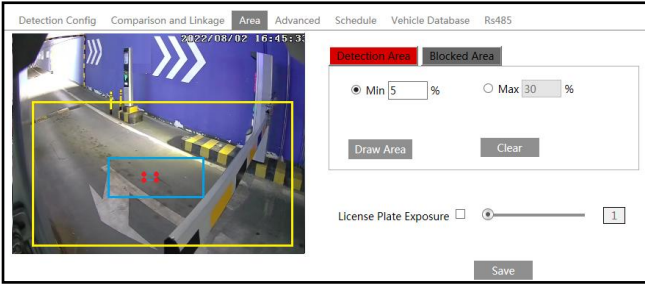 Detection Config Comparison and Linkage Area Advanced Schedule Vehicle Database Rs485
2022/08/02 16:45:33
Detection Area Blocked Area
Min 5 % Max 30 %
Draw Area Clear
License Plate Exposure 1
Save